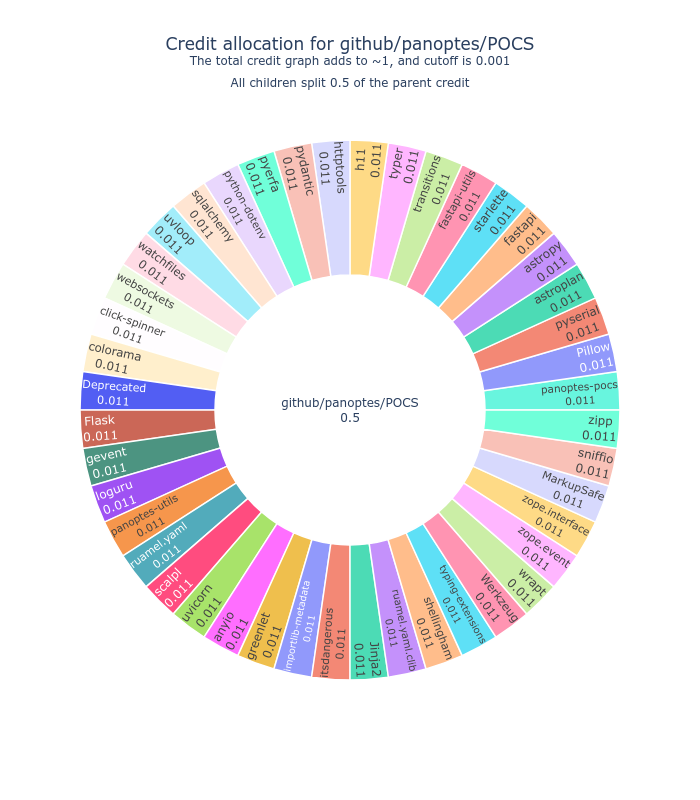 Credit allocation for github/panoptes/POCS
The total credit graph adds to ~1, and cutoff is 0.001
All children split 0.5 of the parent credit
github/panoptes/POCS
0.5
h11
0.011
typer
0.011
transitions
0.011
fastapi-utils
0.011
starlette
0.011
fastapi
0.011
astropy
0.011
astroplan
0.011
pyserial
0.011
Pillow
0.011
panoptes-pocs
0.011
zipp
0.011
sniffio
0.011
MarkupSafe
0.011
zope.interface
0.011
zope.event
0.011
wrapt
0.011
Werkzeug
0.011
typing-extensions
0.011
shellingham
0.011
ruamel.yaml.clib
0.011
Jinja2
0.011
itsdangerous
0.011
importlib-metadata
0.011
greenlet
0.011
anyio
0.011
uvicorn
0.011
scalpl
0.011
ruamel.yaml
0.011
panoptes-utils
0.011
loguru
0.011
gevent
0.011
Flask
0.011
Deprecated
0.011
colorama
0.011
click-spinner
0.011
websockets
0.011
watchfiles
0.011
uvloop
0.011
sqlalchemy
0.011
python-dotenv
0.011
pyerfa
0.011
pydantic
0.011
httptools
0.011